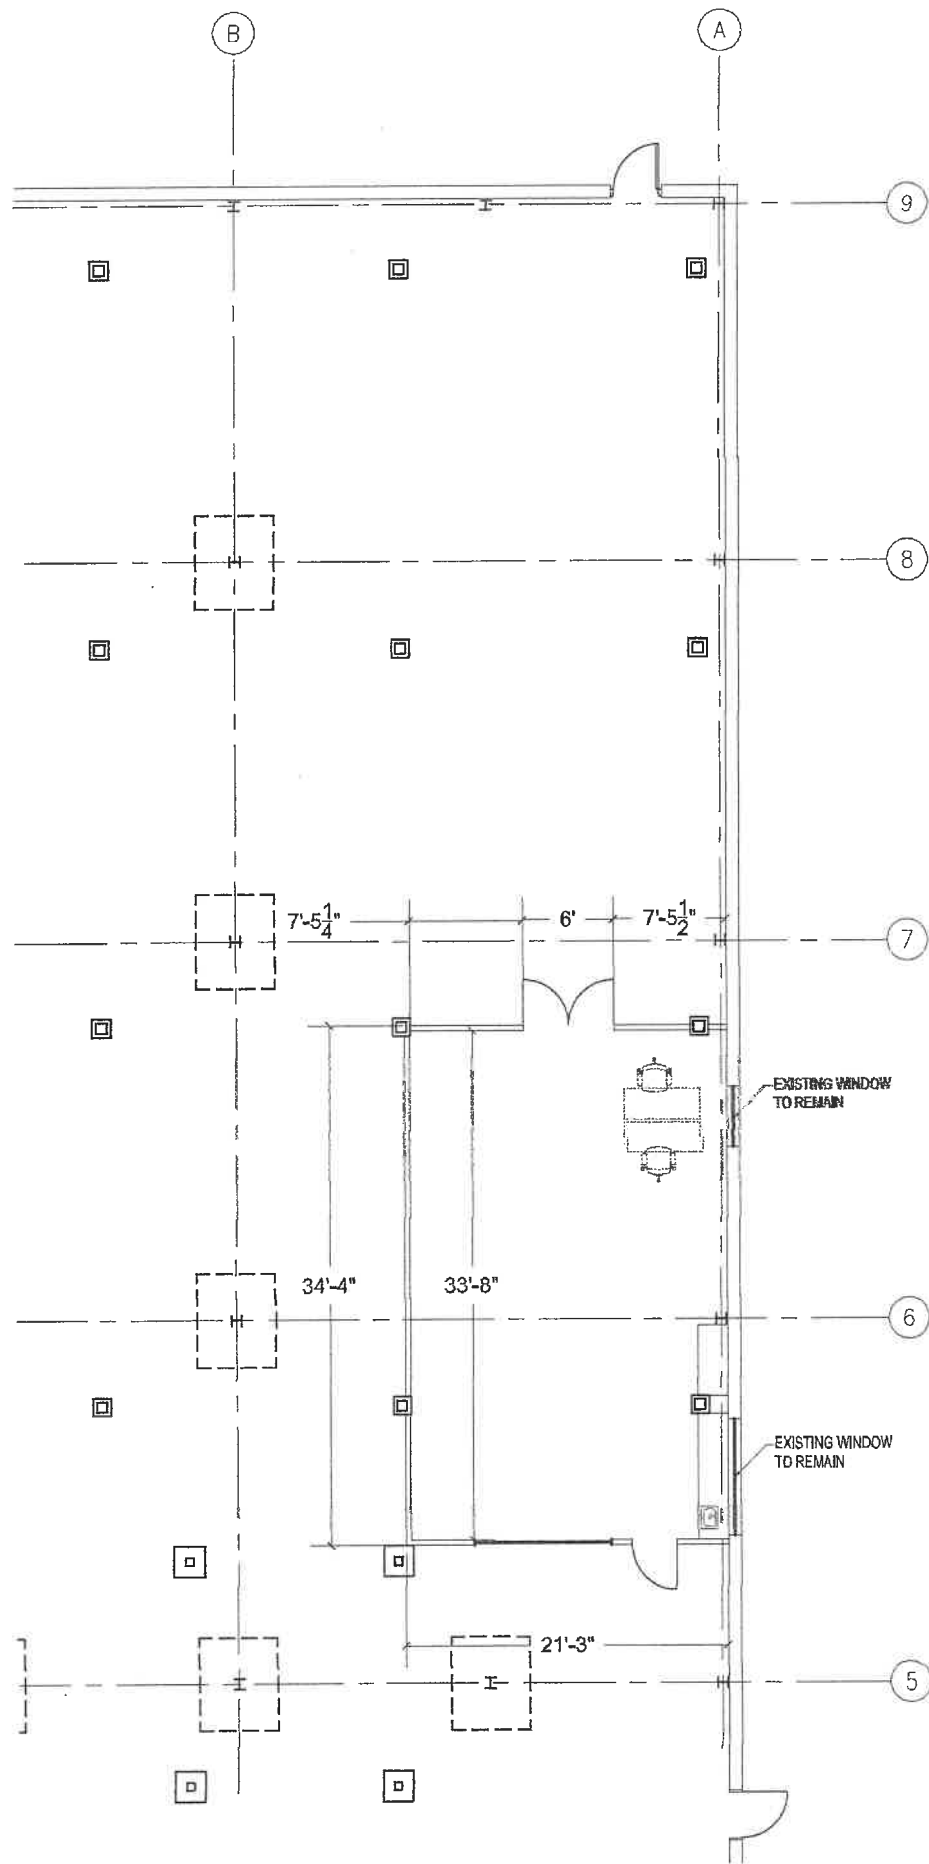 B
A
9
8
7'-5 1/4"
6'
7'-5 1/2"
7
EXISTING WINDOW
TO REMAIN
34'-4"
33'-8"
6
EXISTING WINDOW
TO REMAIN
21'-3"
5